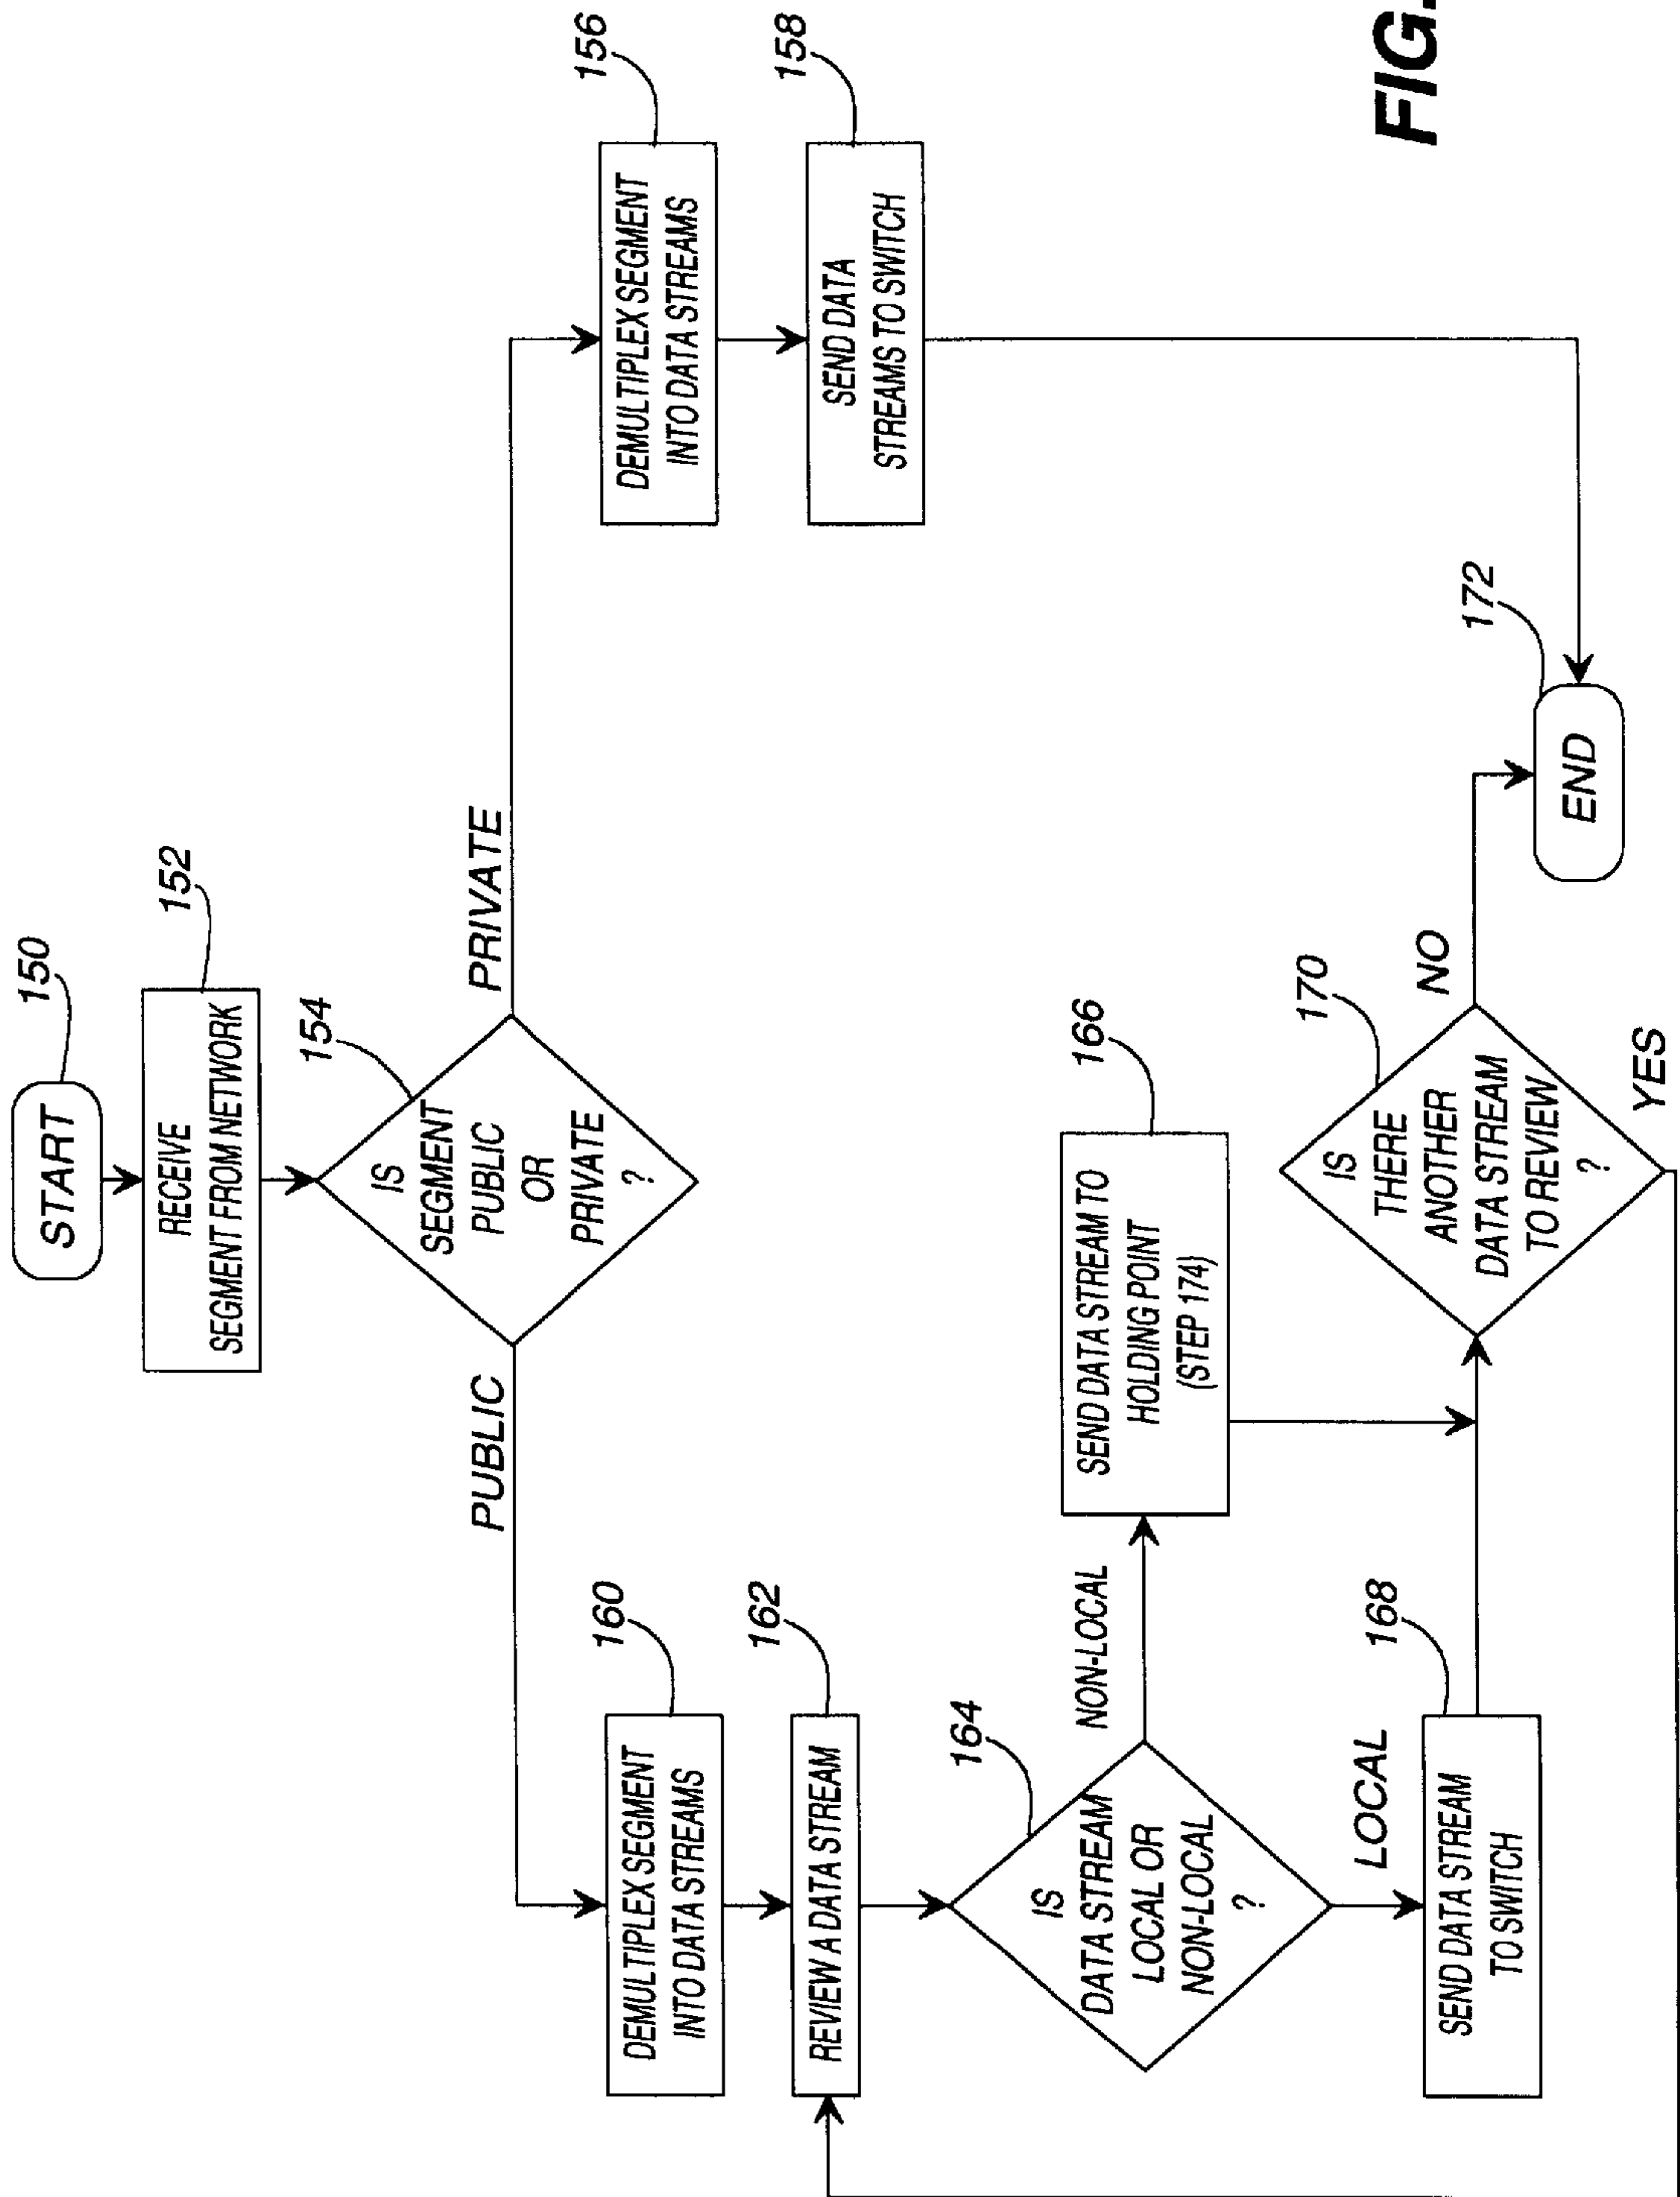 START
150
RECEIVE
SEGMENT FROM NETWORK
152
IS
SEGMENT
PUBLIC
OR
PRIVATE
?
154
PUBLIC
PRIVATE
DEMULTIPLEX SEGMENT
INTO DATA STREAMS
156
SEND DATA
STREAMS TO SWITCH
158
DEMULTIPLEX SEGMENT
INTO DATA STREAMS
160
REVIEW A DATA STREAM
162
IS
DATA STREAM
LOCAL OR
NON-LOCAL
?
164
NON-LOCAL
LOCAL
SEND DATA STREAM TO
HOLDING POINT
(STEP 174)
166
SEND DATA STREAM
TO SWITCH
168
IS
THERE
ANOTHER
DATA STREAM
TO REVIEW
?
170
NO
YES
END
172
FIG.